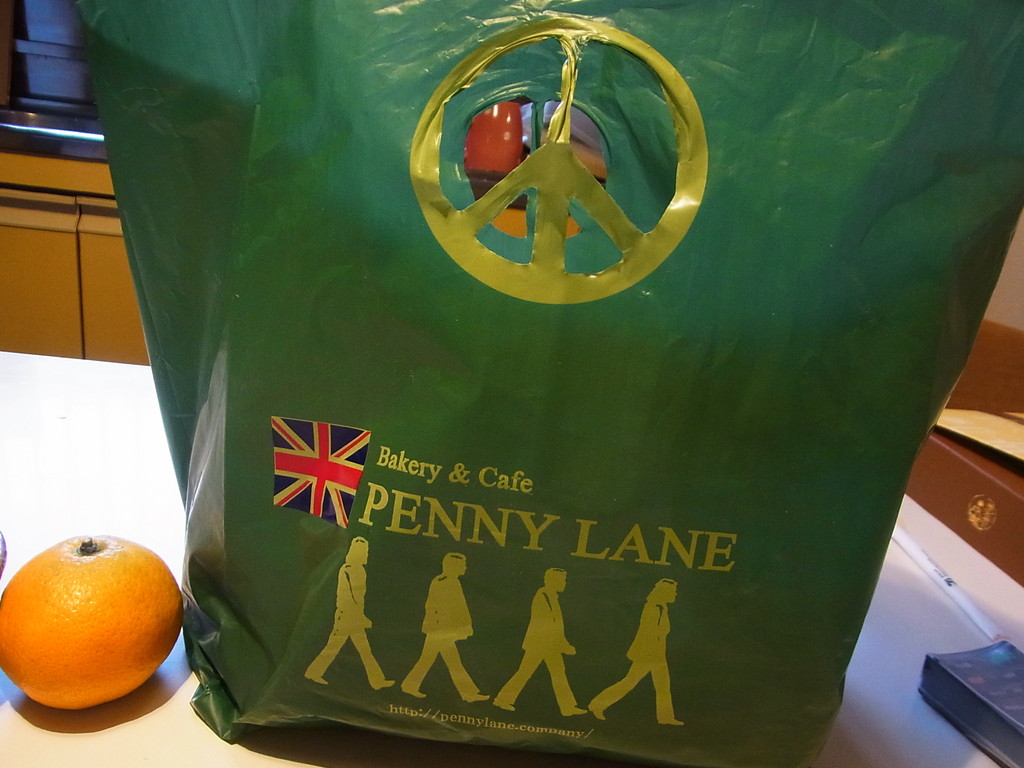 Bakery & Cafe
PENNY LANE
http://pennylane.company/